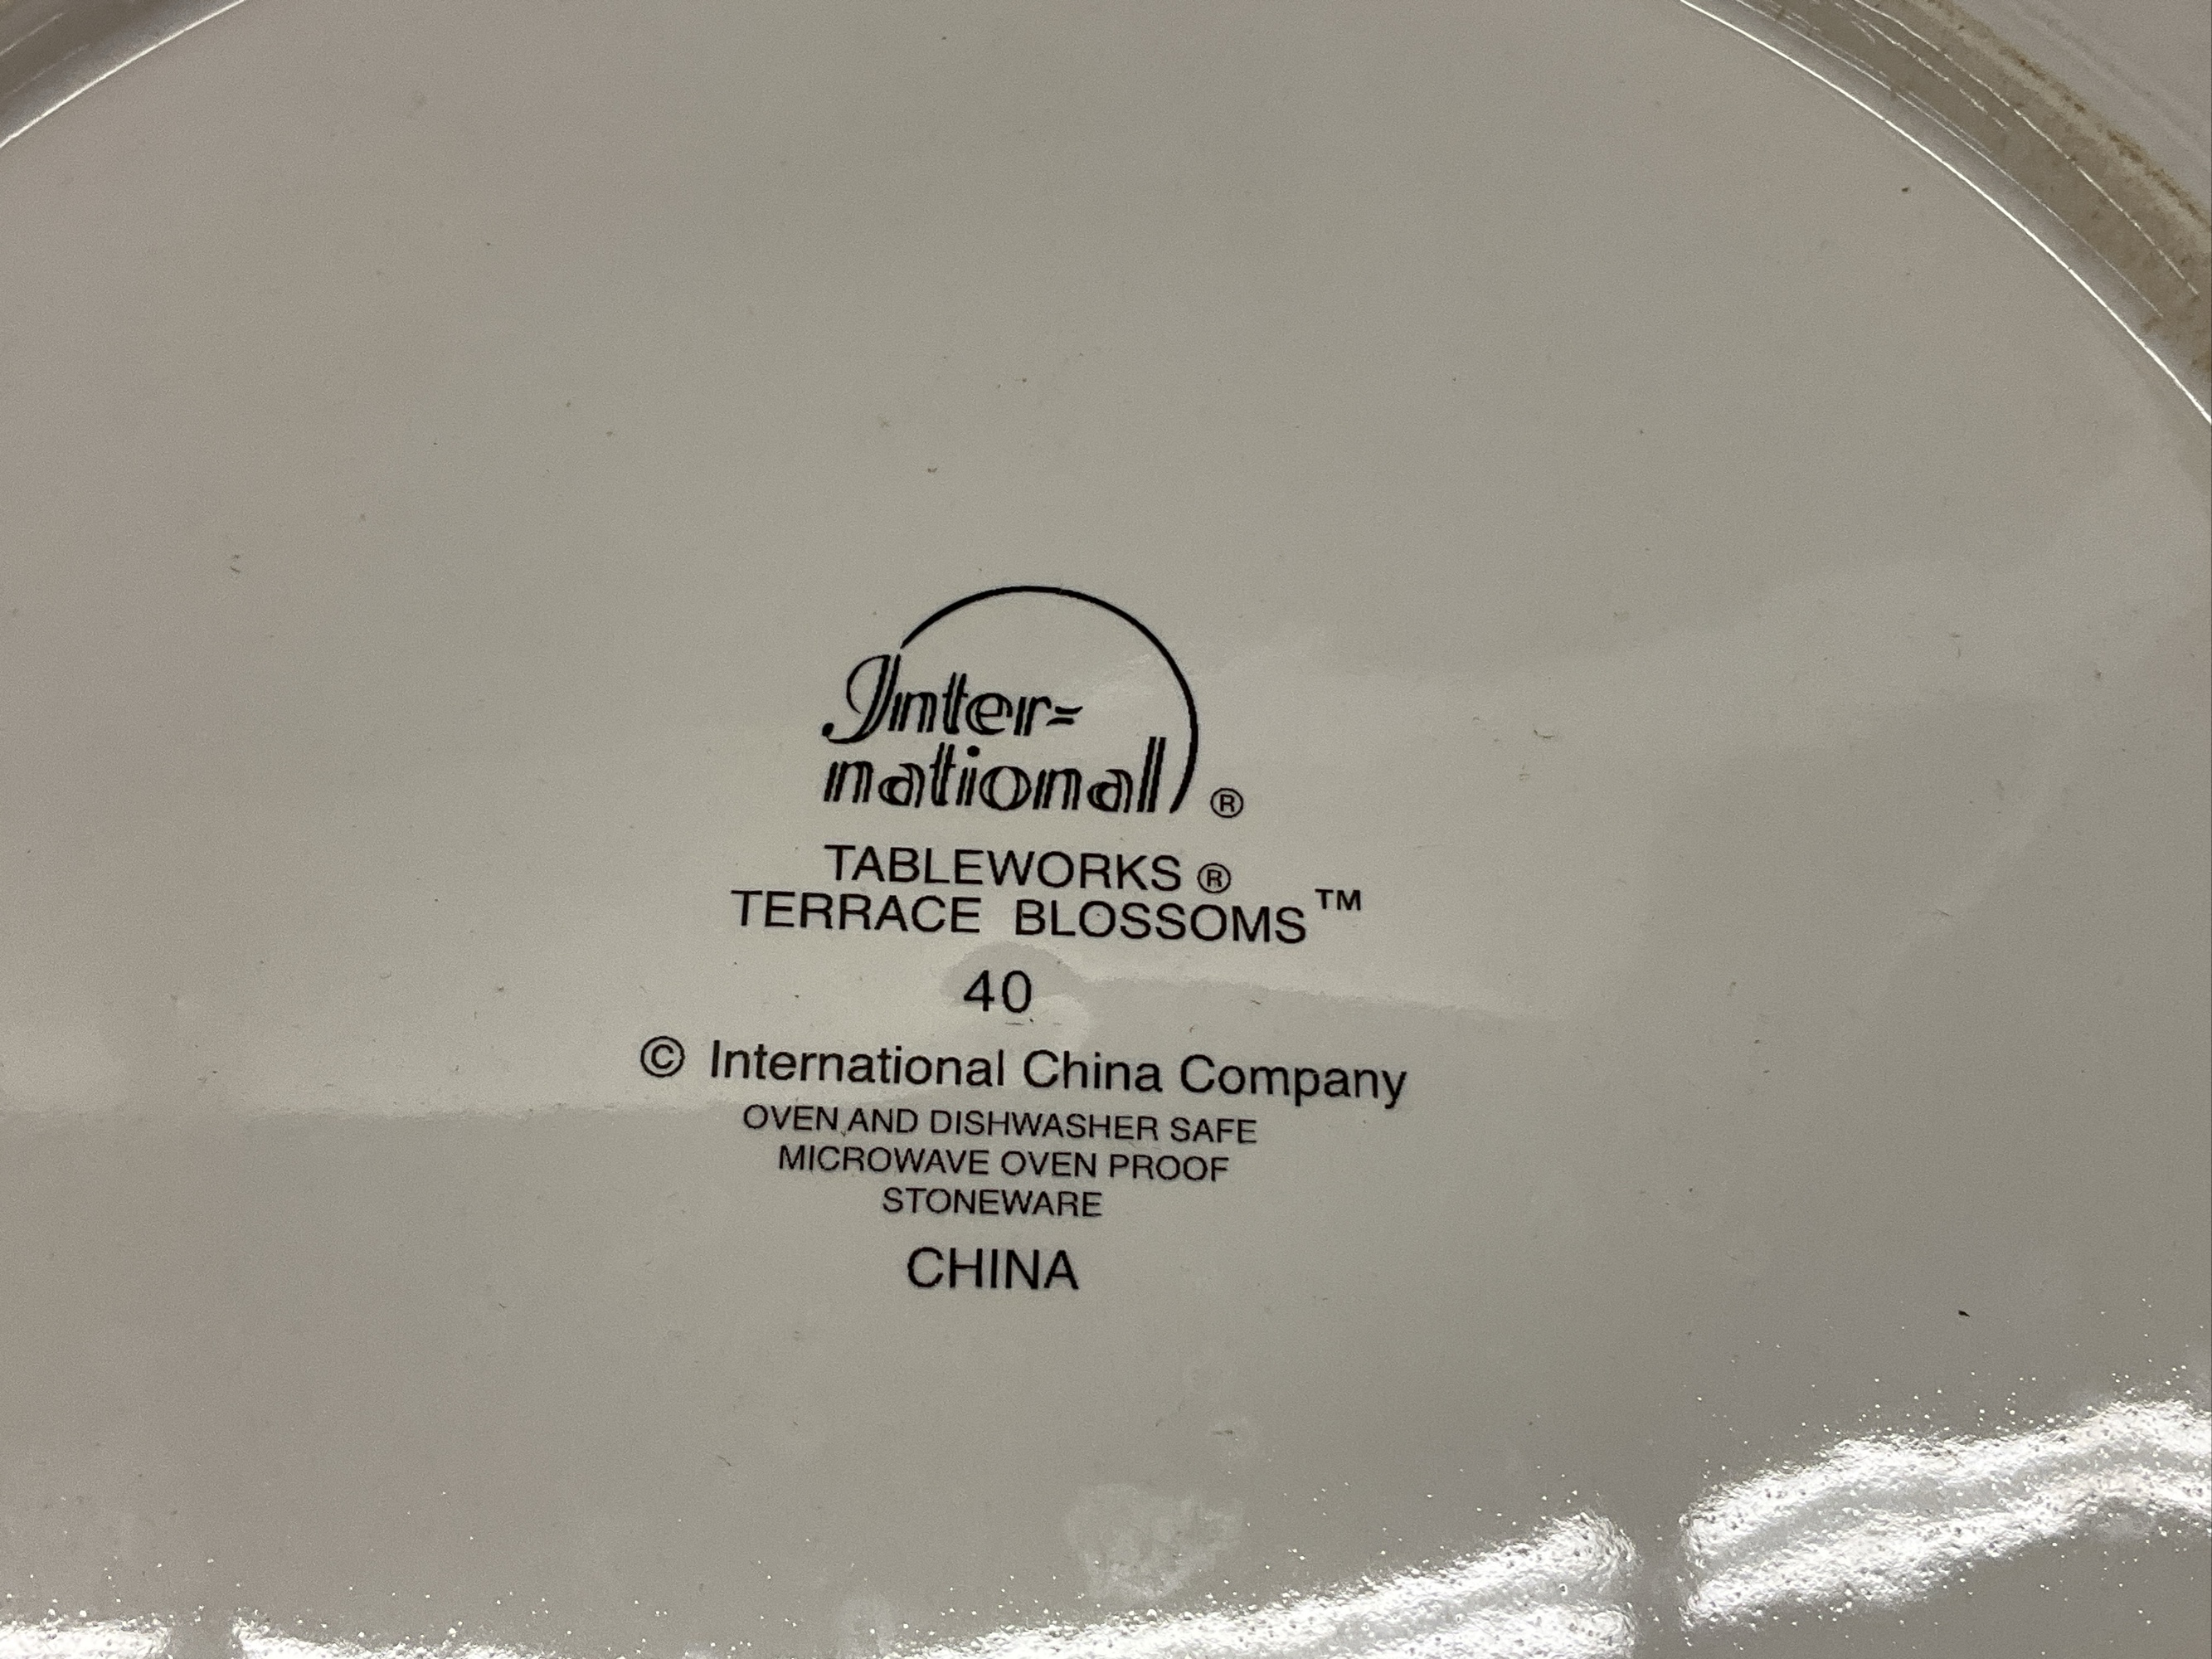 Inter=
national ®
TABLEWORKS ®
TERRACE BLOSSOMS™
40
© International China Company
OVEN AND DISHWASHER SAFE
MICROWAVE OVEN PROOF
STONEWARE
CHINA